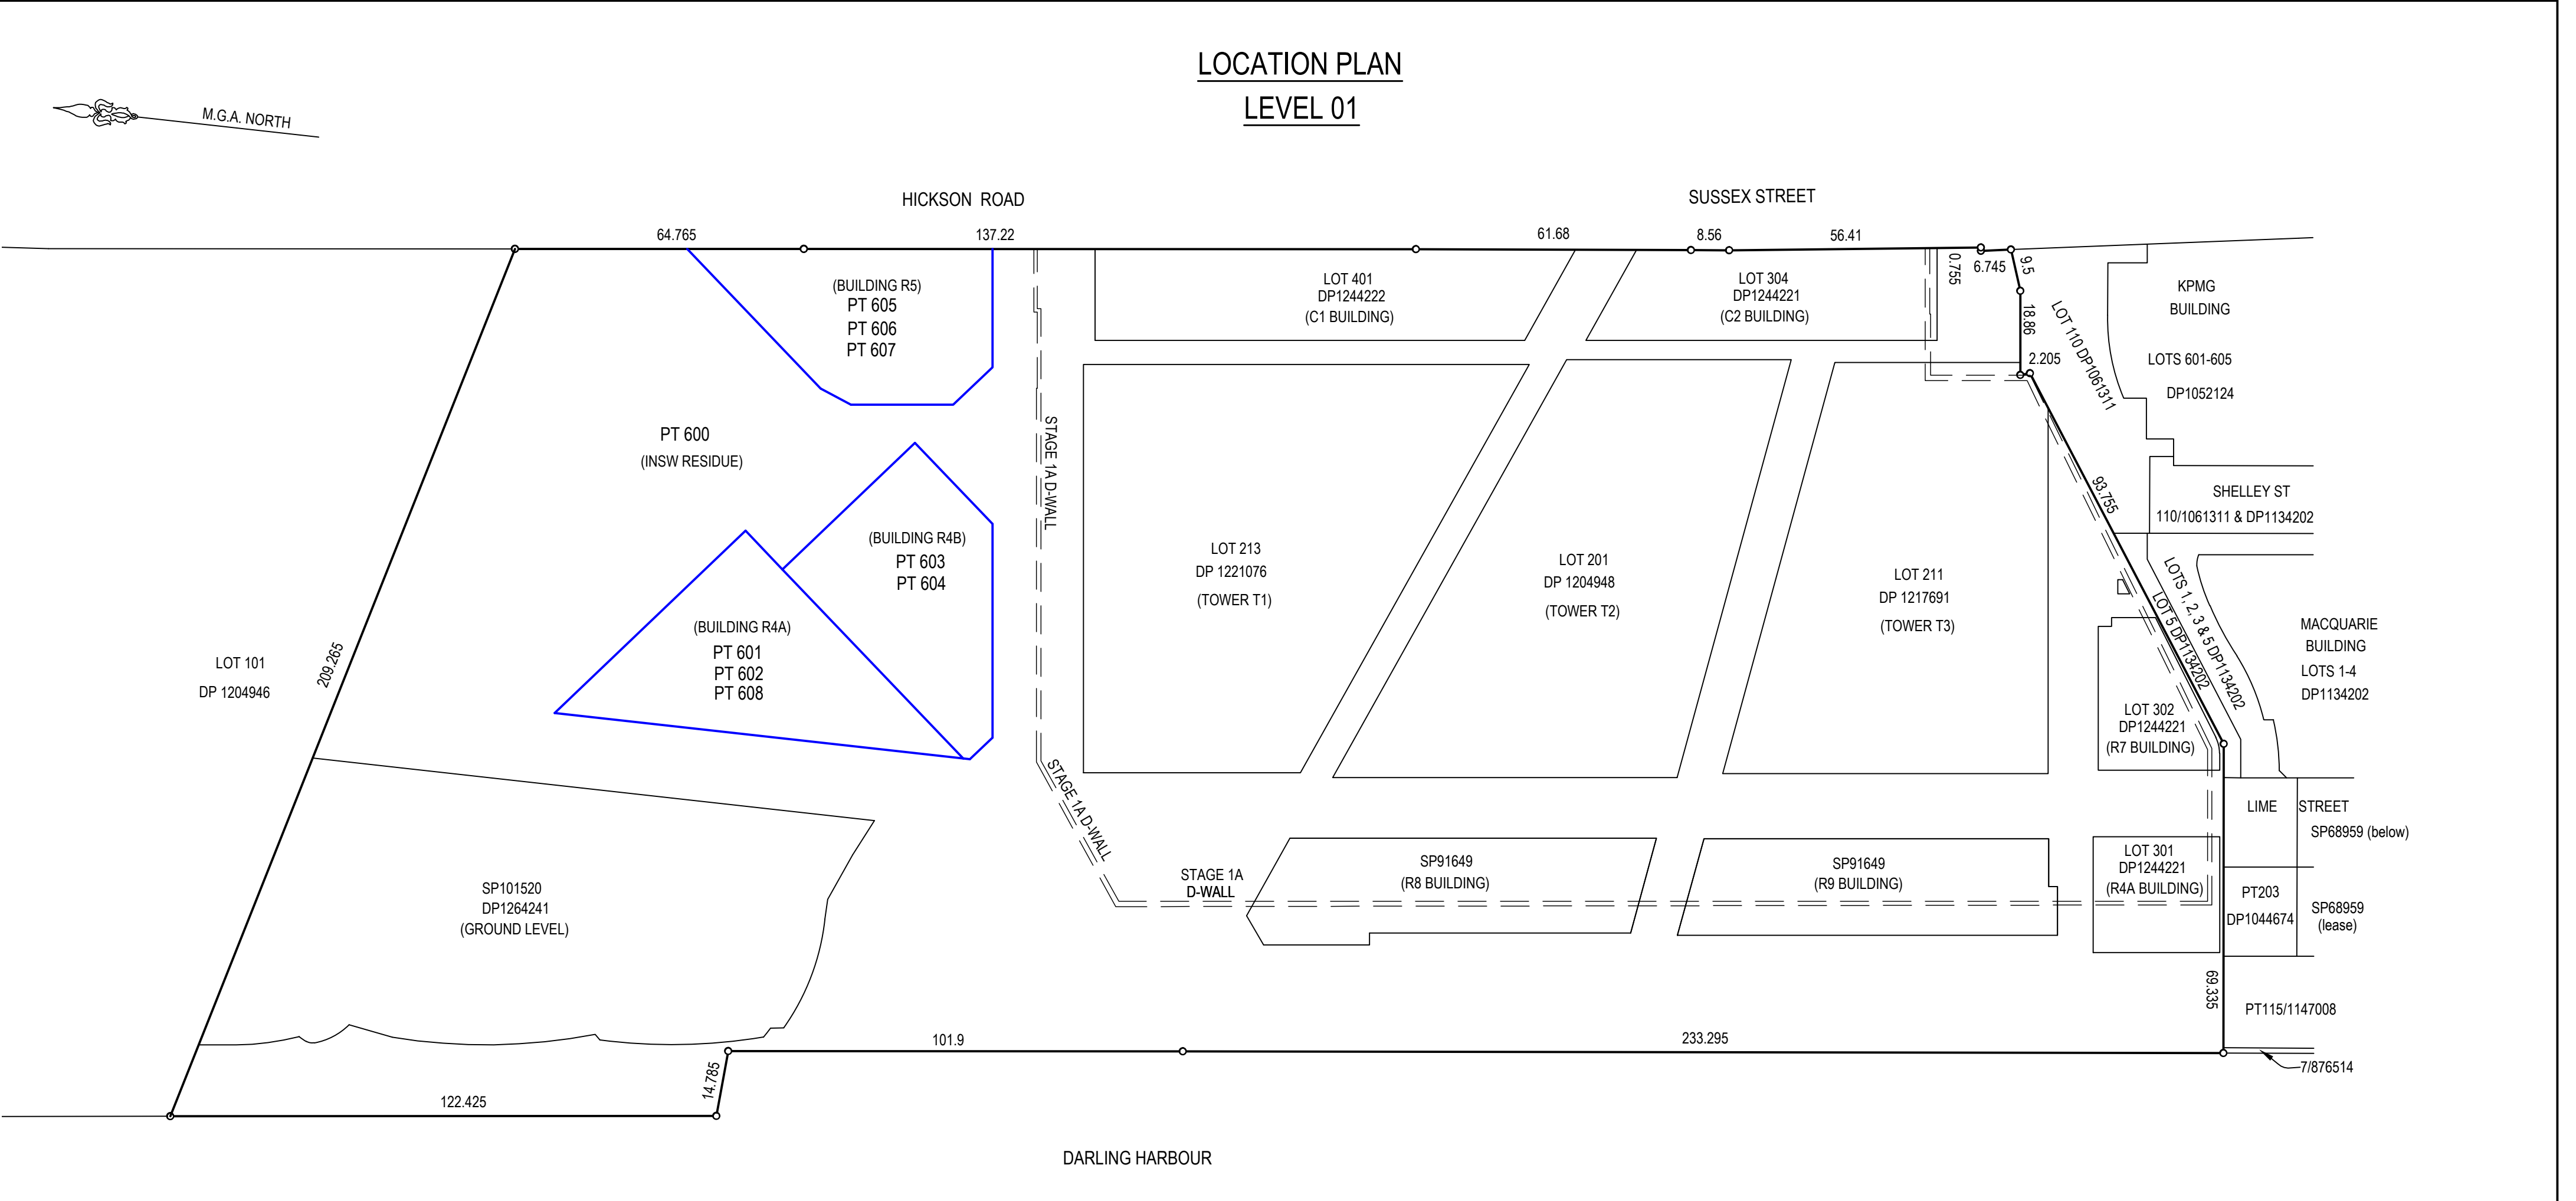 LOCATION PLAN
LEVEL 01
M.G.A. NORTH
HICKSON ROAD
SUSSEX STREET
64.765
137.22
61.68
8.56
56.41
0.755
6.745
9.5
18.86
2.205
(BUILDING R5)
PT 605
PT 606
PT 607
LOT 401
DP1244222
(C1 BUILDING)
LOT 304
DP1244221
(C2 BUILDING)
LOT 110 DP1061311
KPMG
BUILDING
LOTS 601-605
DP1052124
PT 600
(INSW RESIDUE)
STAGE 1A D-WALL
93.755
SHELLEY ST
110/1061311 & DP1134202
(BUILDING R4B)
PT 603
PT 604
(BUILDING R4A)
PT 601
PT 602
PT 608
LOT 213
DP 1221076
(TOWER T1)
LOT 201
DP 1204948
(TOWER T2)
LOT 211
DP 1217691
(TOWER T3)
LOTS 1, 2, 3 & 5 DP1134202
LOT 5 DP1134202
MACQUARIE
BUILDING
LOTS 1-4
DP1134202
LOT 101
DP 1204946
209.265
LOT 302
DP1244221
(R7 BUILDING)
STAGE 1A D-WALL
LIME STREET
SP68959 (below)
STAGE 1A
D-WALL
SP91649
(R8 BUILDING)
SP91649
(R9 BUILDING)
LOT 301
DP1244221
(R4A BUILDING)
PT203
DP1044674
SP68959
(lease)
SP101520
DP1264241
(GROUND LEVEL)
69.335
PT115/1147008
101.9
233.295
7/876514
14.785
122.425
DARLING HARBOUR